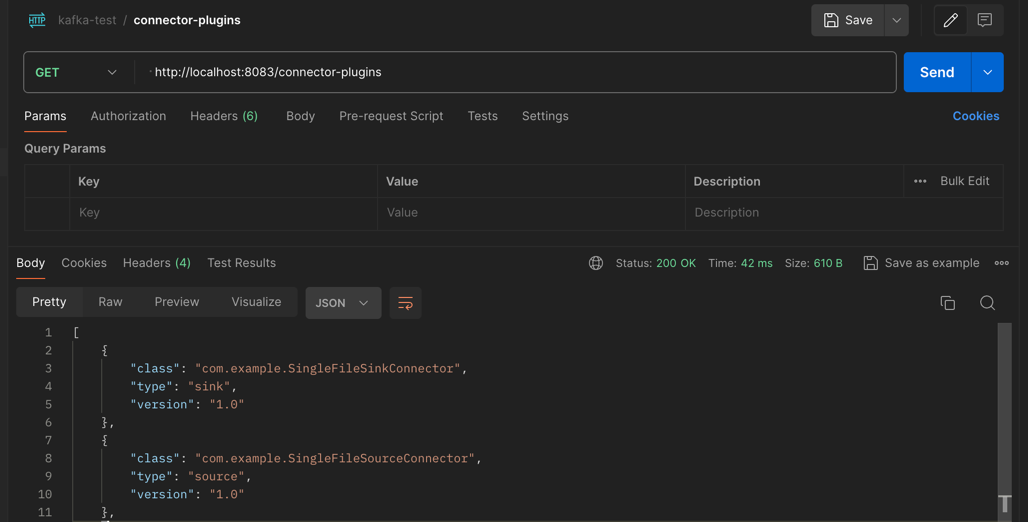 HTTP kafka-test / connector-plugins Save
GET http://localhost:8083/connector-plugins Send
Params Authorization Headers (6) Body Pre-request Script Tests Settings Cookies
Query Params
Key Value Description ••• Bulk Edit
Key Value Description
Body Cookies Headers (4) Test Results Status: 200 OK Time: 42 ms Size: 610 B Save as example
Pretty Raw Preview Visualize JSON
1 [
2 {
3 "class": "com.example.SingleFileSinkConnector",
4 "type": "sink",
5 "version": "1.0"
6 },
7 {
8 "class": "com.example.SingleFileSourceConnector",
9 "type": "source",
10 "version": "1.0"
11 },